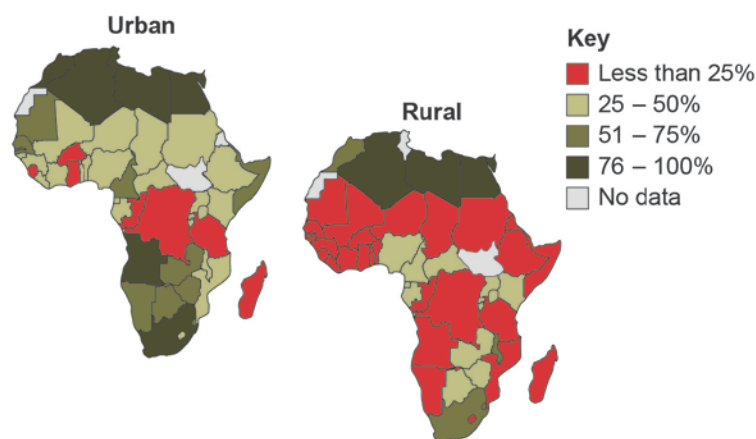 Urban
Rural
Key
Less than 25%
25 – 50%
51 – 75%
76 – 100%
No data